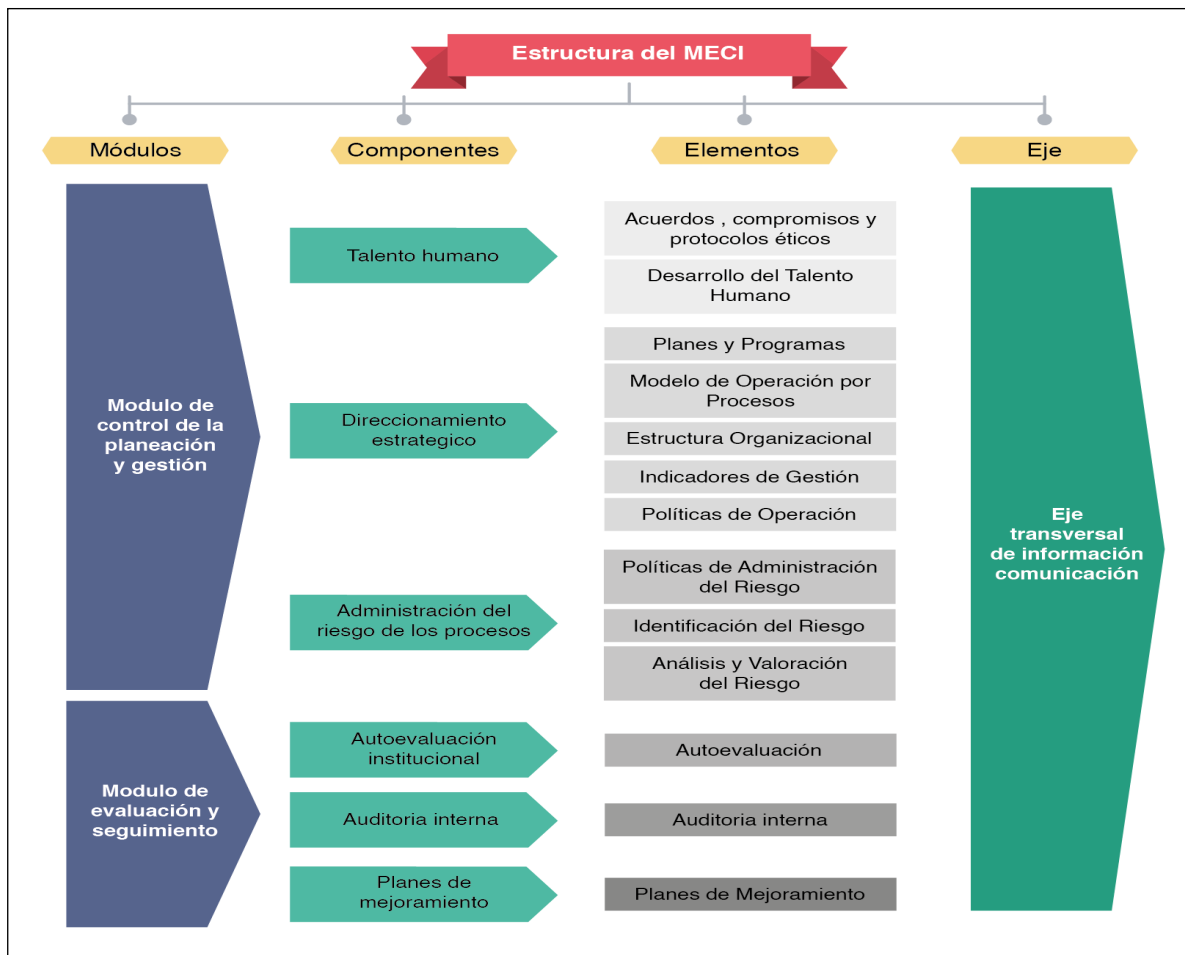 Estructura del MECI
Módulos
Componentes
Elementos
Eje
Modulo de
control de la
planeación
y gestión
Talento humano
Acuerdos , compromisos y
protocolos éticos
Desarrollo del Talento
Humano
Direccionamiento
estrategico
Planes y Programas
Modelo de Operación por
Procesos
Estructura Organizacional
Indicadores de Gestión
Políticas de Operación
Administración del
riesgo de los procesos
Políticas de Administración
del Riesgo
Identificación del Riesgo
Análisis y Valoración
del Riesgo
Modulo de
evaluación y
seguimiento
Autoevaluación
institucional
Autoevaluación
Auditoria interna
Auditoria interna
Planes de
mejoramiento
Planes de Mejoramiento
Eje
transversal
de información
comunicación